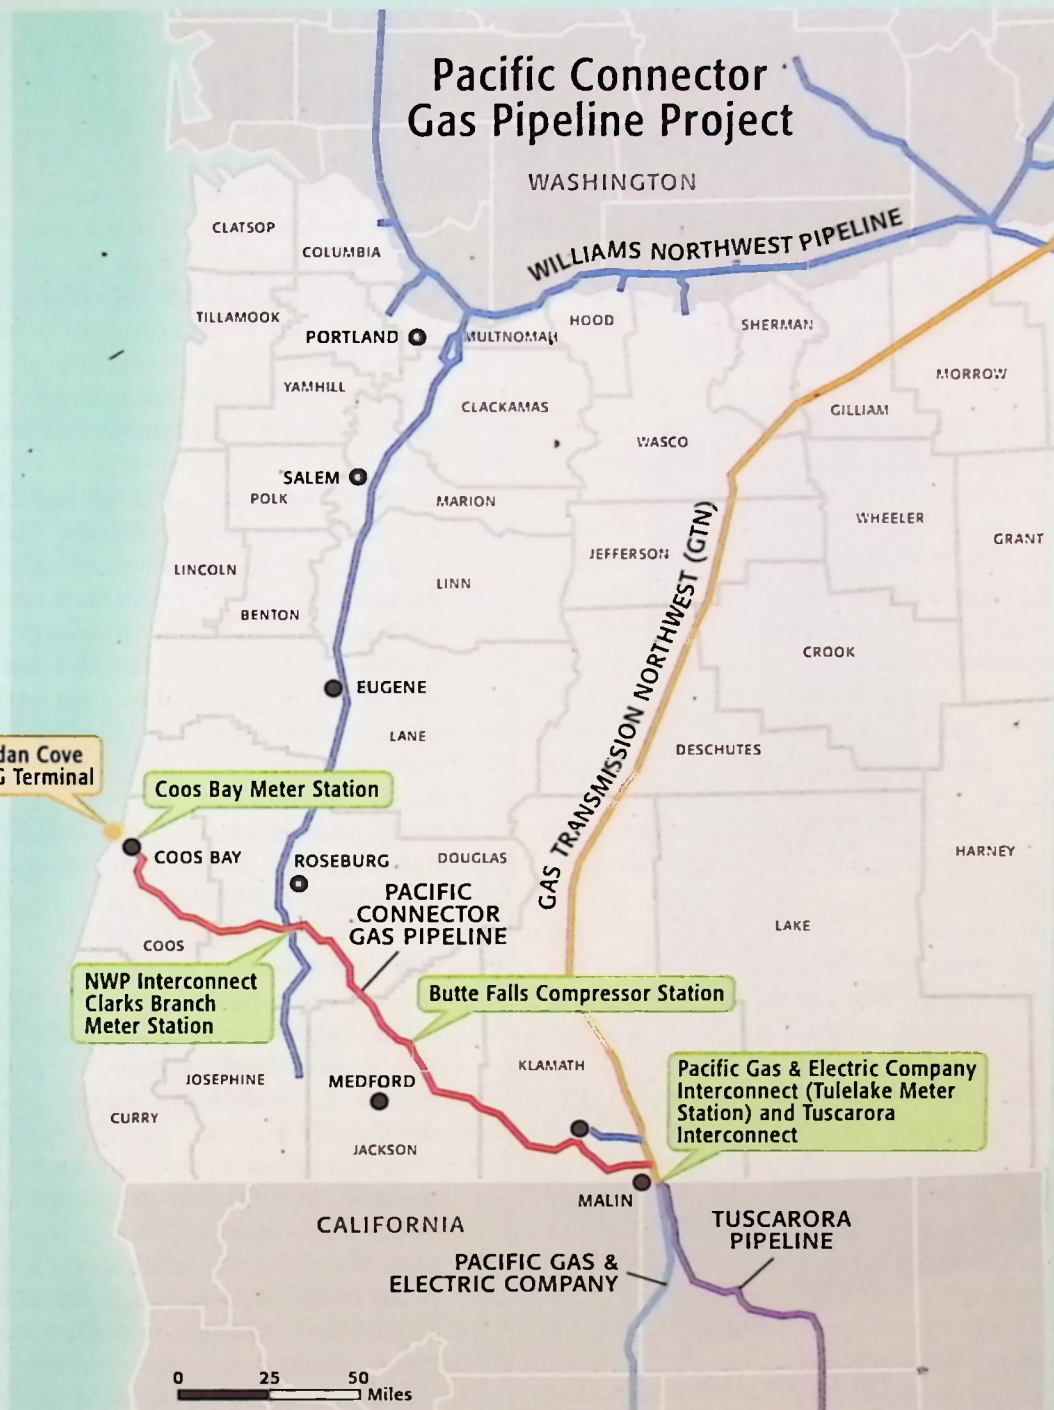 Pacific Connector
Gas Pipeline Project
WASHINGTON
CLATSOP
COLUMBIA
WILLIAMS NORTHWEST PIPELINE
TILLAMOOK
HOOD
SHERMAN
PORTLAND
MULTNOMAH
YAMHILL
MORROW
CLACKAMAS
GILLIAM
WASCO
SALEM
POLK
MARION
WHEELER
GRANT
JEFFERSON
LINCOLN
LINN
BENTON
GAS TRANSMISSION NORTHWEST (GTN)
CROOK
EUGENE
LANE
DESCHUTES
dan Cove
G Terminal
Coos Bay Meter Station
COOS BAY
ROSEBURG
DOUGLAS
HARNEY
PACIFIC
CONNECTOR
GAS PIPELINE
LAKE
COOS
NWP Interconnect
Clarks Branch
Meter Station
Butte Falls Compressor Station
KLAMATH
Pacific Gas & Electric Company
Interconnect (Tulelake Meter
Station) and Tuscarora
Interconnect
JOSEPHINE
MEDFORD
CURRY
JACKSON
MALIN
CALIFORNIA
TUSCARORA
PIPELINE
PACIFIC GAS &
ELECTRIC COMPANY
0 25 50
Miles